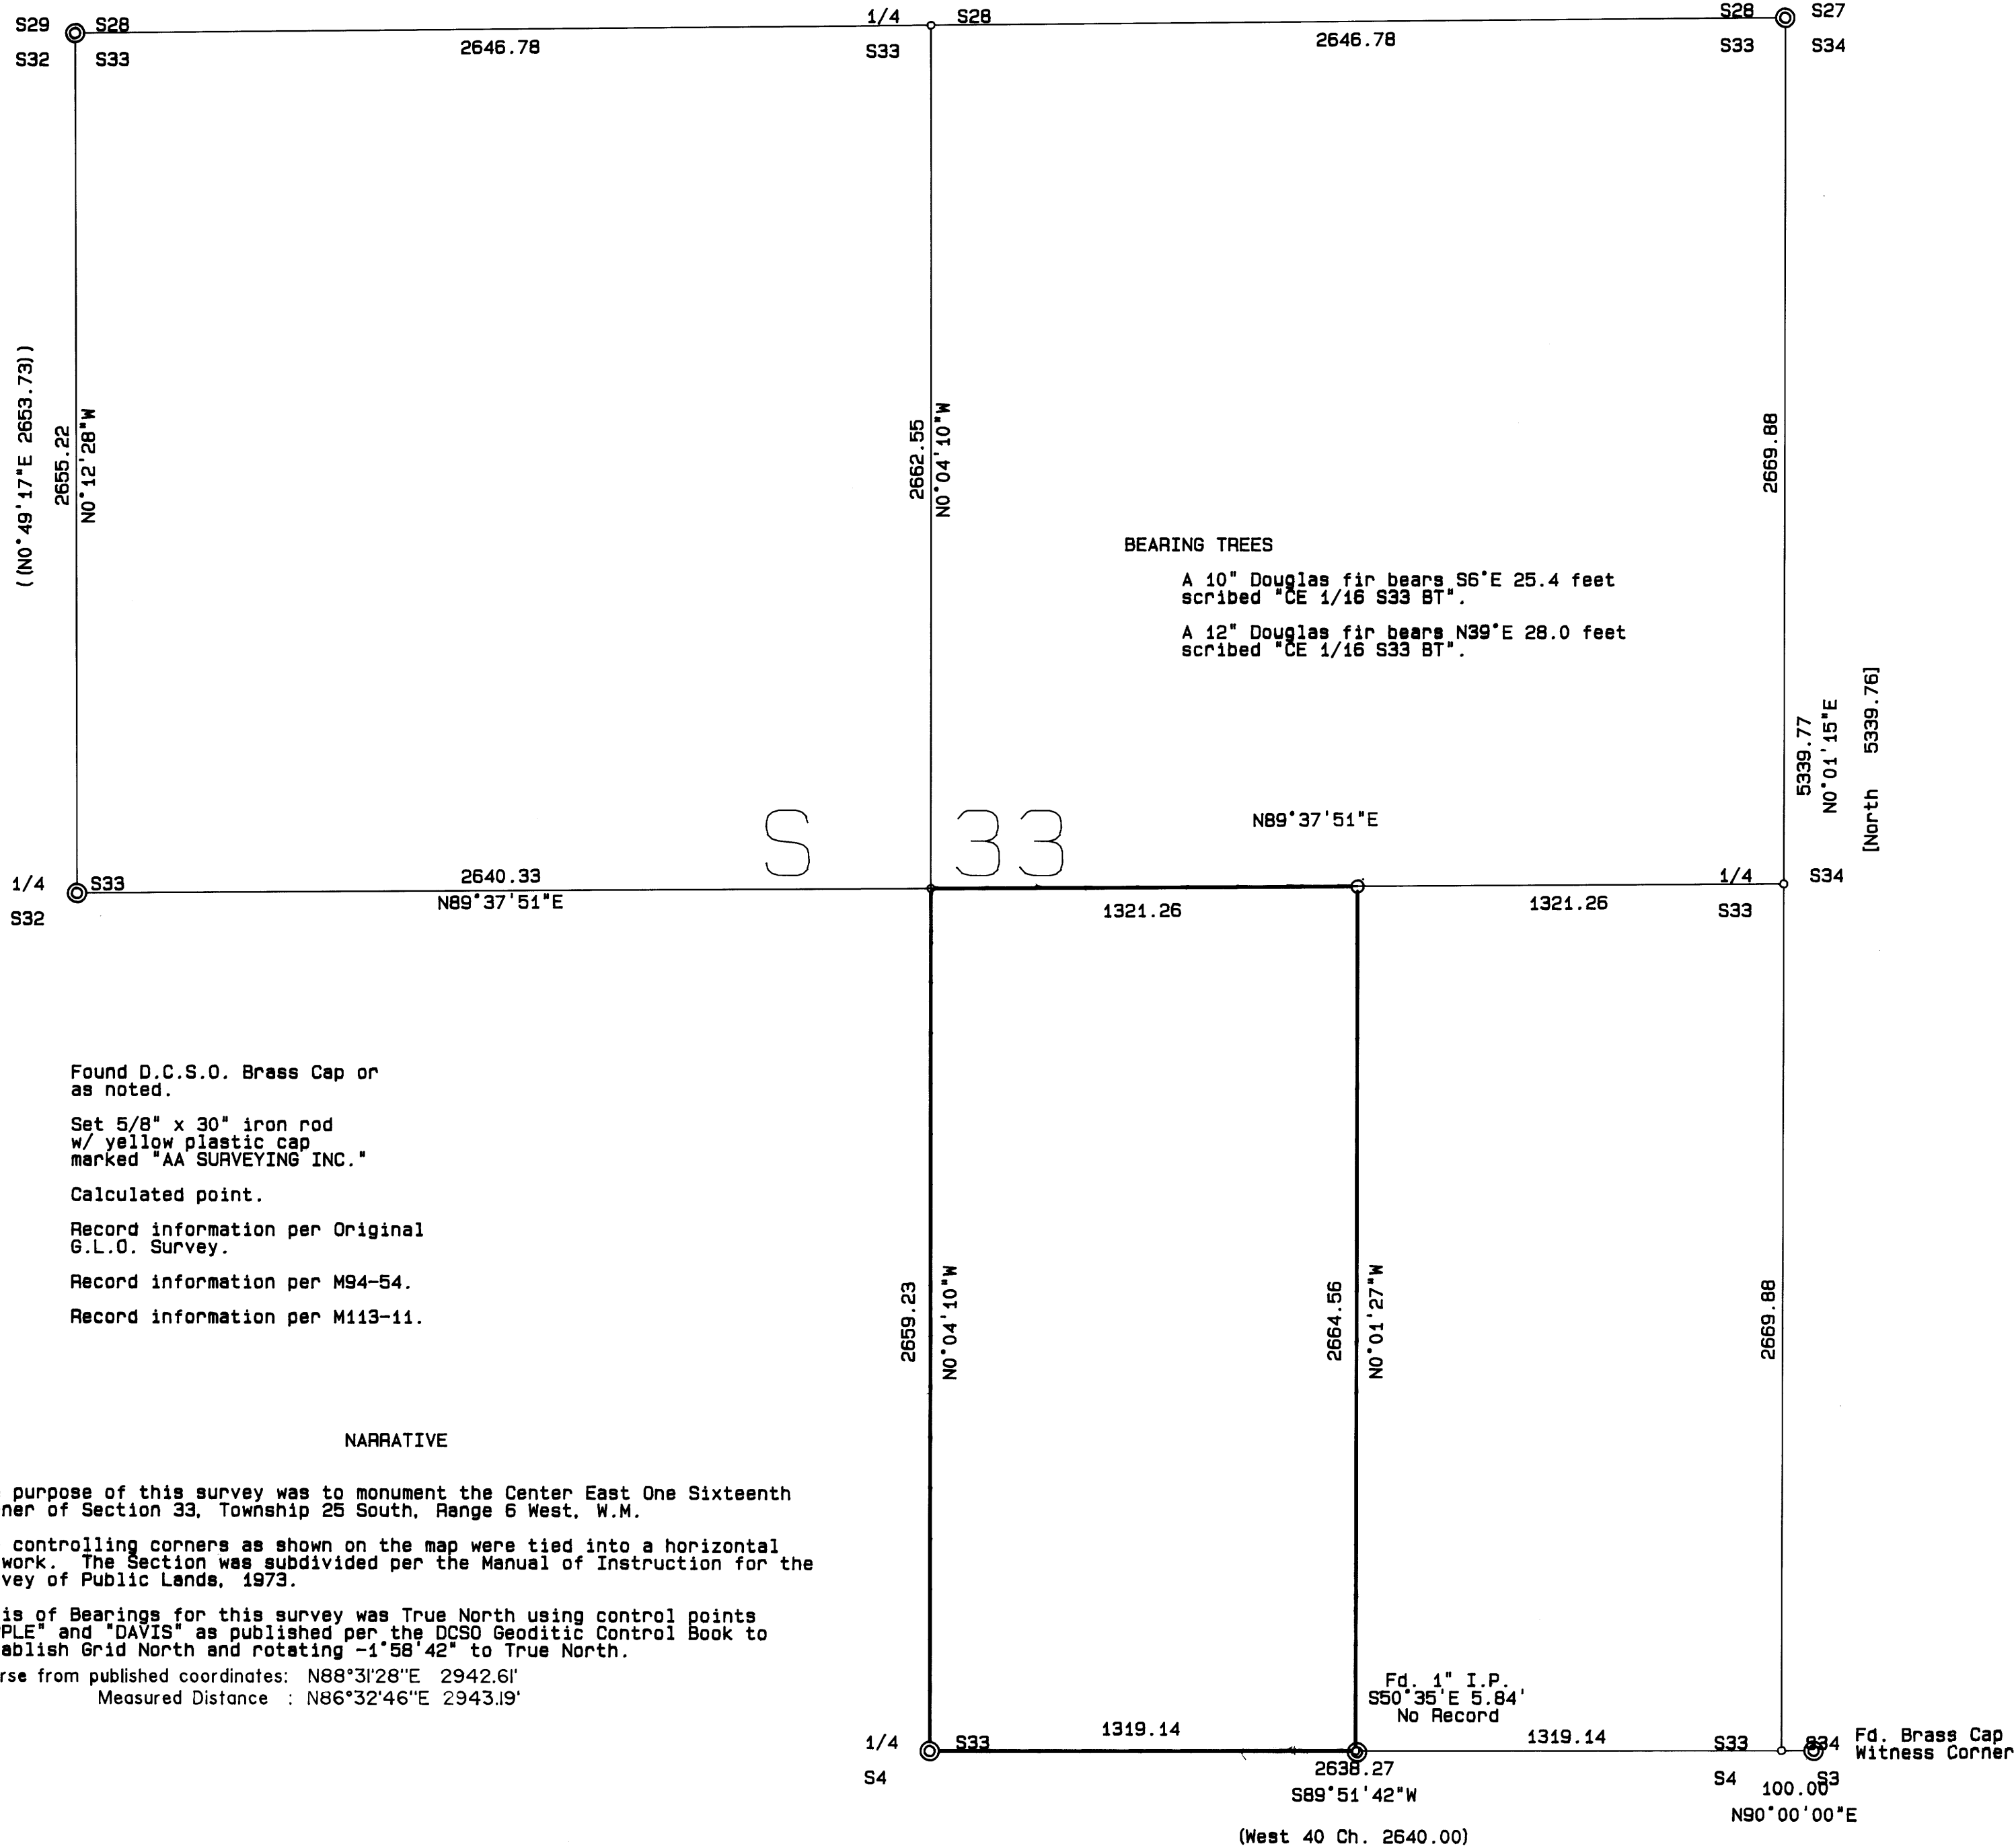 S29 S28
1/4 S28
S28 S27
S32 S33
2646.78
S33
2646.78
S33 S34
((N0°49'17"E 2653.73))
2655.22
N0°12'28"W
2662.55
N0°04'10"W
2669.88
BEARING TREES
A 10" Douglas fir bears S6°E 25.4 feet
scribed "CE 1/16 S33 BT".
A 12" Douglas fir bears N39°E 28.0 feet
scribed "CE 1/16 S33 BT".
5339.77
N0°01'15"E
[North 5339.76]
S 33
N89°37'51"E
1/4 S33
2640.33
1/4 S34
S32
N89°37'51"E
1321.26
1321.26
S33
Found D.C.S.O. Brass Cap or
as noted.
Set 5/8" x 30" iron rod
w/ yellow plastic cap
marked "AA SURVEYING INC."
Calculated point.
Record information per Original
G.L.O. Survey.
Record information per M94-54.
Record information per M113-11.
2659.23
N0°04'10"W
2664.56
N0°01'27"W
2669.88
NARRATIVE
purpose of this survey was to monument the Center East One Sixteenth
ner of Section 33, Township 25 South, Range 6 West, W.M.
controlling corners as shown on the map were tied into a horizontal
work. The Section was subdivided per the Manual of Instruction for the
vey of Public Lands, 1973.
is of Bearings for this survey was True North using control points
PLE" and "DAVIS" as published per the DCSO Geoditic Control Book to
ablish Grid North and rotating -1°58'42" to True North.
rse from published coordinates: N88°31'28"E 2942.61'
Measured Distance : N86°32'46"E 2943.19'
Fd. 1" I.P.
S50°35'E 5.84'
No Record
1/4 S33
1319.14
1319.14
S33 S34
Fd. Brass Cap
Witness Corner
S4
2638.27
S89°51'42"W
S4 S3
100.00
N90°00'00"E
(West 40 Ch. 2640.00)